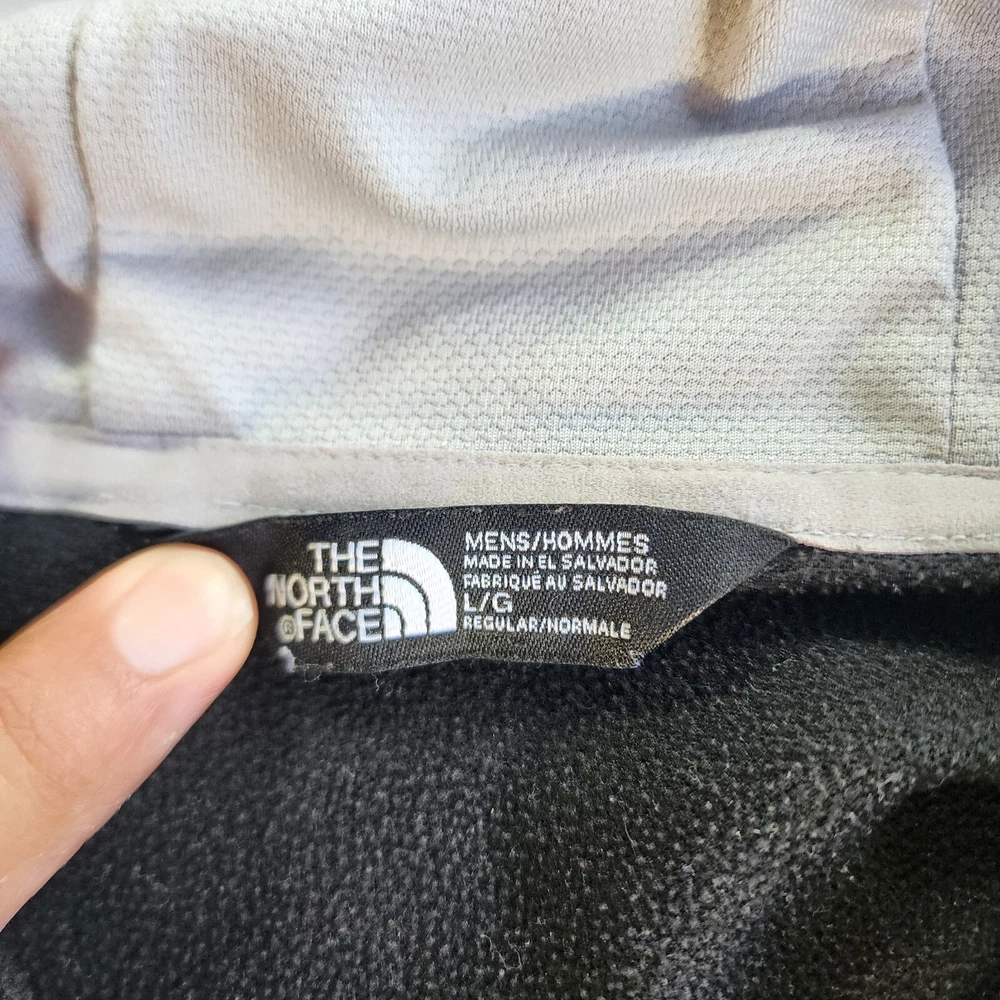 THE
NORTH
®FACE
MENS/HOMMES
MADE IN EL SALVADOR
FABRIQUÉ AU SALVADOR
L/G
REGULAR/NORMALE